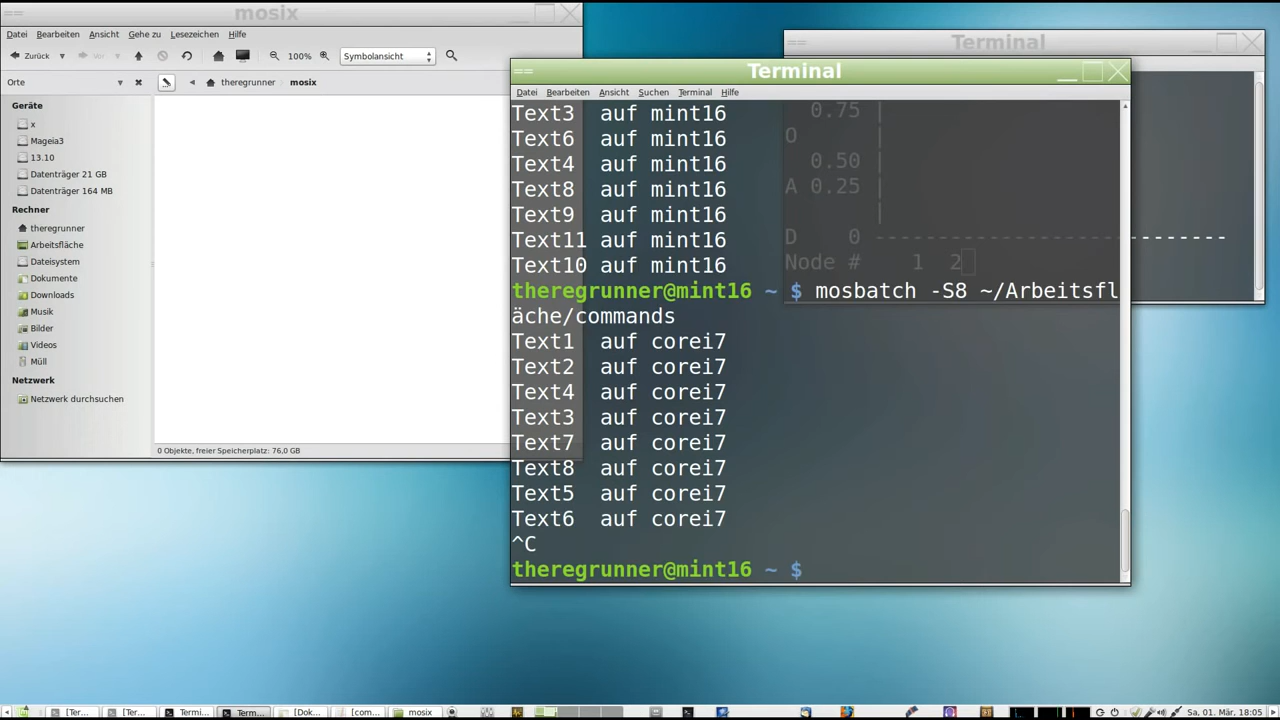 mosix
Datei Bearbeiten Ansicht Gehe zu Lesezeichen Hilfe
Zurück Vor 100% Symbolansicht
Orte theregrunner mosix
Geräte
x
Mageia3
13.10
Datenträger 21 GB
Datenträger 164 MB
Rechner
theregrunner
Arbeitsfläche
Dateisystem
Dokumente
Downloads
Musik
Bilder
Videos
Müll
Netzwerk
Netzwerk durchsuchen
0 Objekte, freier Speicherplatz: 76,0 GB
Terminal
0.75 |
O |
0.50 |
A 0.25 |
|
D 0 ----------------------------
Node # 1 2
Terminal
Datei Bearbeiten Ansicht Suchen Terminal Hilfe
Text3 auf mint16
Text6 auf mint16
Text4 auf mint16
Text8 auf mint16
Text9 auf mint16
Text11 auf mint16
Text10 auf mint16
theregrunner@mint16 ~ $ mosbatch -S8 ~/Arbeitsfl
äche/commands
Text1 auf corei7
Text2 auf corei7
Text4 auf corei7
Text3 auf corei7
Text7 auf corei7
Text8 auf corei7
Text5 auf corei7
Text6 auf corei7
^C
theregrunner@mint16 ~ $
[Ter... [Ter... Termi... Term... [Dok... [com... mosix Sa, 01. Mär, 18:05